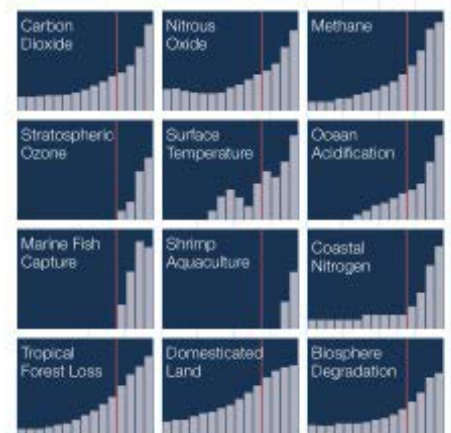 Carbon
Dioxide
Nitrous
Oxide
Methane
Stratospheric
Ozone
Surface
Temperature
Ocean
Acidification
Marine Fish
Capture
Shrimp
Aquaculture
Coastal
Nitrogen
Tropical
Forest Loss
Domesticated
Land
Biosphere
Degradation